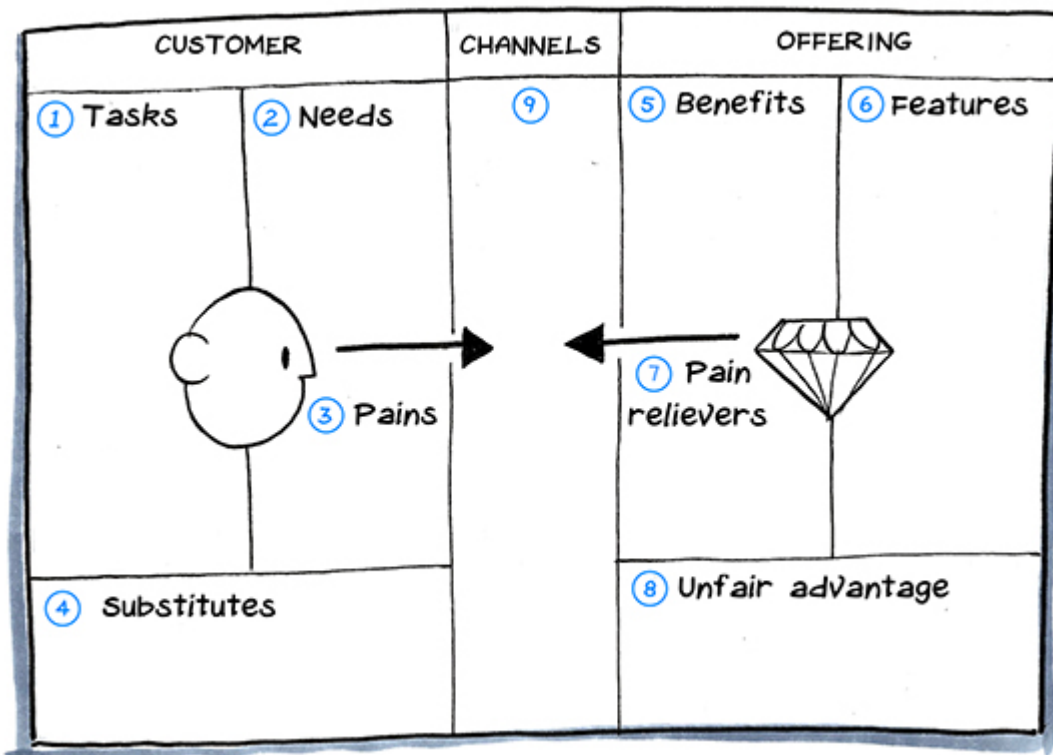 CUSTOMER
CHANNELS
OFFERING
1 Tasks
2 Needs
9
5 Benefits
6 Features
3 Pains
7 Pain
relievers
4 Substitutes
8 Unfair advantage